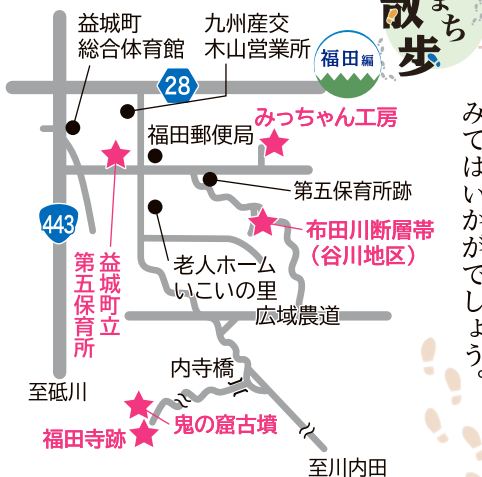 まち
散歩
福田編
みてはいかがでしょう。
益城町
総合体育館
九州産交
木山営業所
28
みっちゃん工房
福田郵便局
第五保育所跡
443
布田川断層帯
（谷川地区）
益城町立
第五保育所
老人ホーム
いこいの里
広域農道
内寺橋
至砥川
鬼の窟古墳
福田寺跡
至川内田